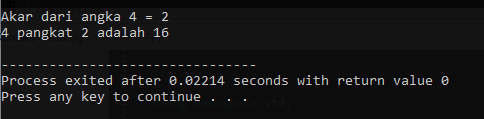 Akar dari angka 4 = 2
4 pangkat 2 adalah 16
--------------------------------
Process exited after 0.02214 seconds with return value 0
Press any key to continue . . .